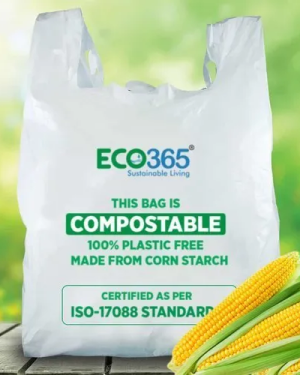 ECO365®
Sustainable Living
THIS BAG IS
COMPOSTABLE
100% PLASTIC FREE
MADE FROM CORN STARCH
CERTIFIED AS PER
ISO-17088 STANDARD